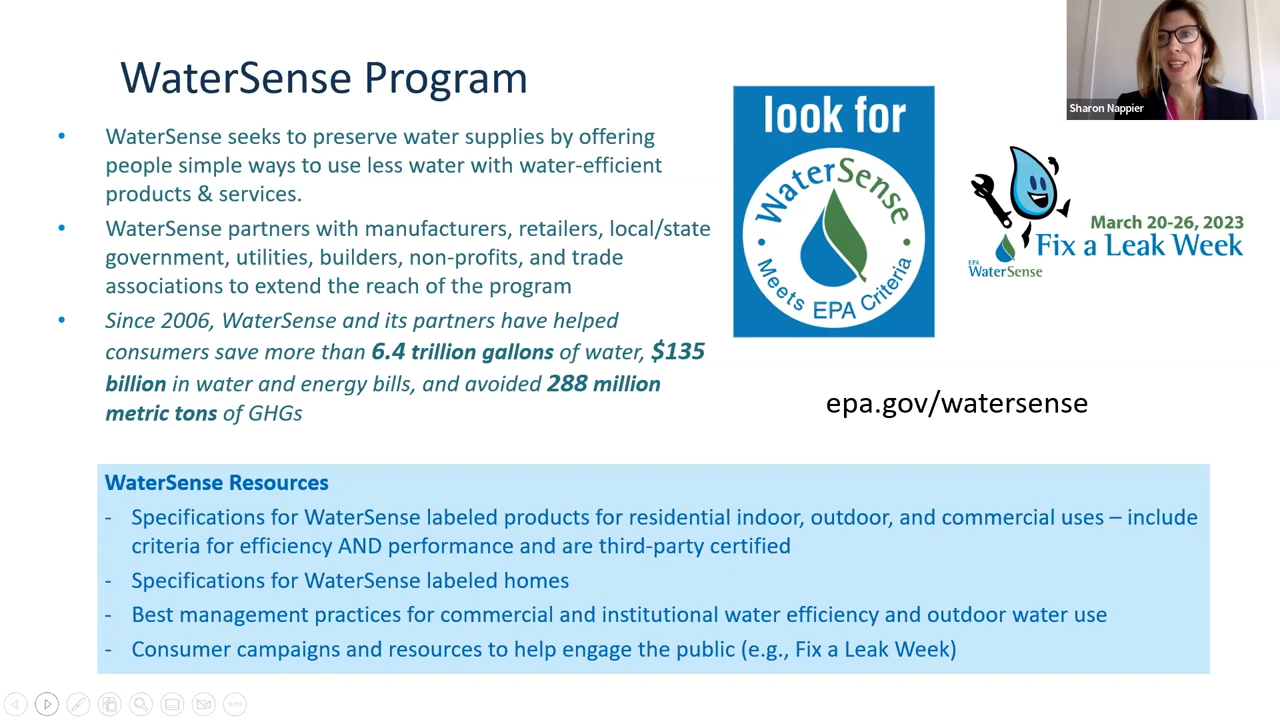 WaterSense Program
• WaterSense seeks to preserve water supplies by offering
people simple ways to use less water with water-efficient
products & services.
• WaterSense partners with manufacturers, retailers, local/state
government, utilities, builders, non-profits, and trade
associations to extend the reach of the program
• Since 2006, WaterSense and its partners have helped
consumers save more than 6.4 trillion gallons of water, $135
billion in water and energy bills, and avoided 288 million
metric tons of GHGs
look for
WaterSense
• Meets EPA Criteria •
Sharon Nappier
March 20-26, 2023
Fix a Leak Week
EPA
WaterSense
epa.gov/watersense
WaterSense Resources
- Specifications for WaterSense labeled products for residential indoor, outdoor, and commercial uses – include
criteria for efficiency AND performance and are third-party certified
- Specifications for WaterSense labeled homes
- Best management practices for commercial and institutional water efficiency and outdoor water use
- Consumer campaigns and resources to help engage the public (e.g., Fix a Leak Week)